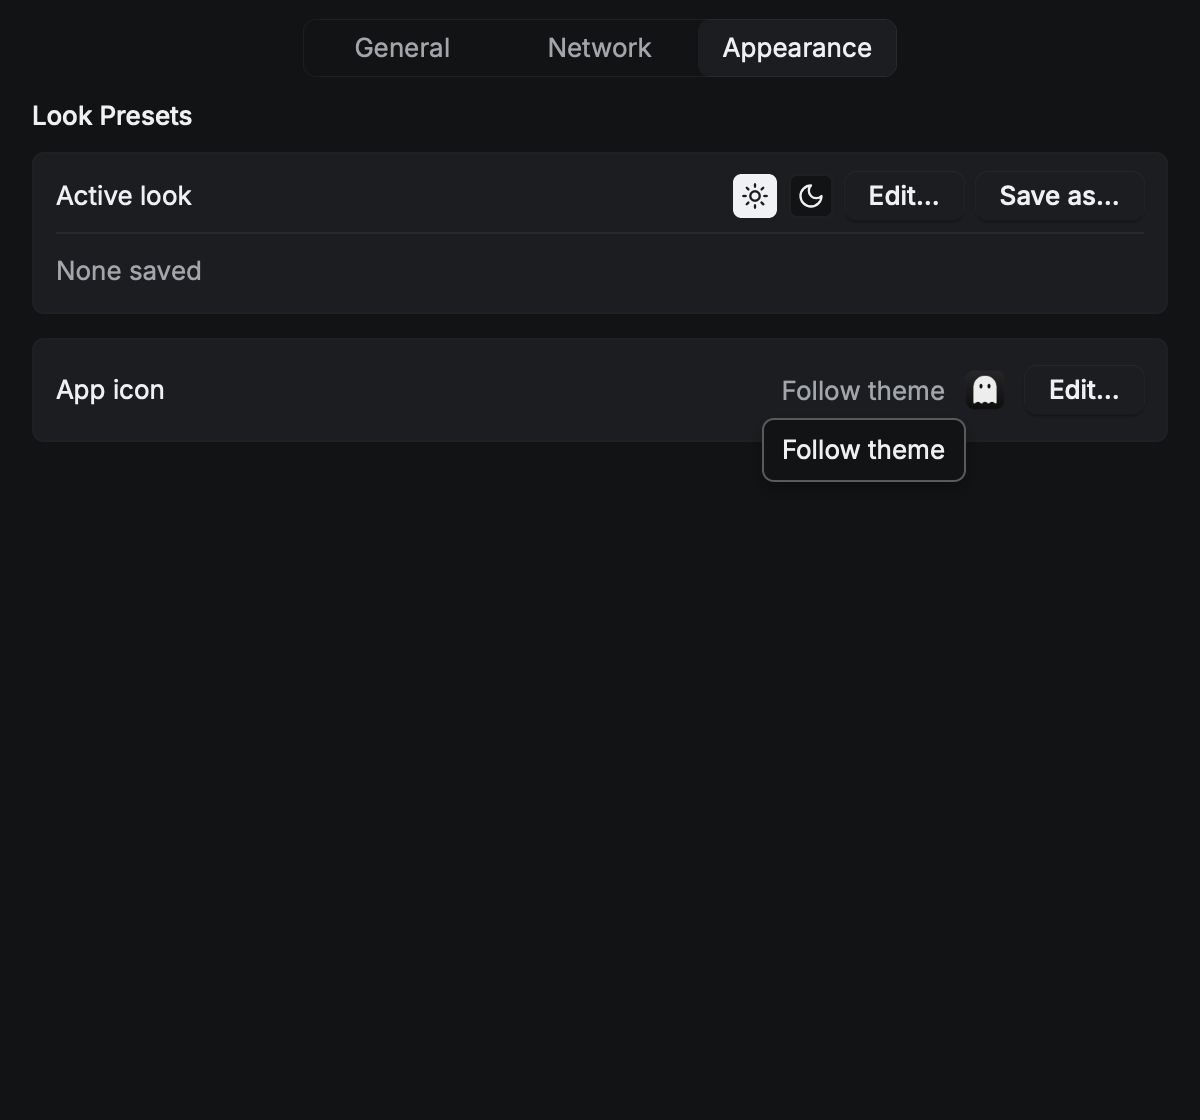 General
Network
Appearance
Look Presets
Active look
Edit...
Save as...
None saved
App icon
Follow theme
Edit...
Follow theme